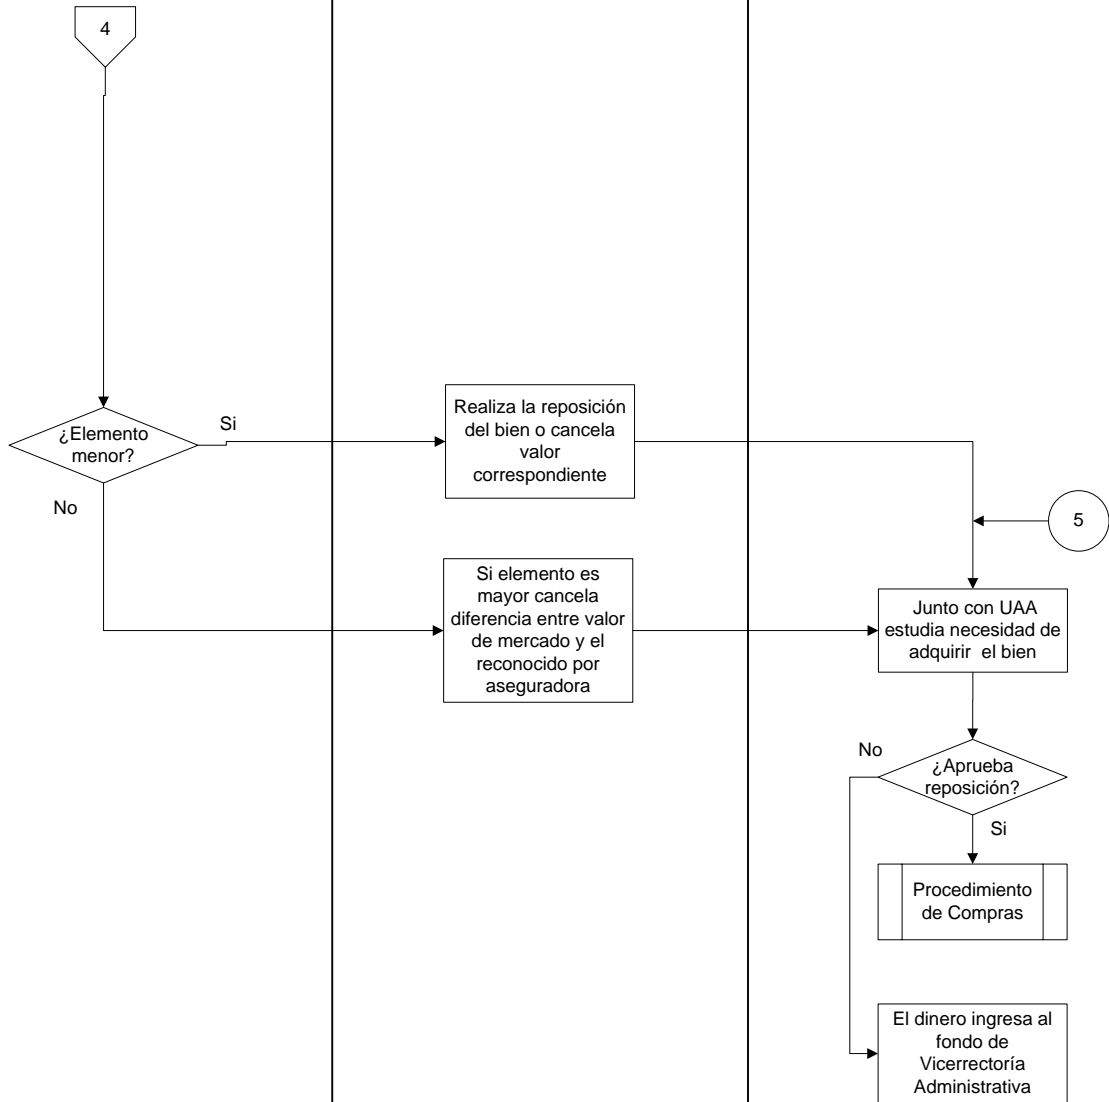 4
¿Elemento
menor?
Si
No
Realiza la reposición
del bien o cancela
valor
correspondiente
5
Si elemento es
mayor cancela
diferencia entre valor
de mercado y el
reconocido por
aseguradora
Junto con UAA
estudia necesidad de
adquirir el bien
No
¿Aprueba
reposición?
Si
Procedimiento
de Compras
El dinero ingresa al
fondo de
Vicerrectoría
Administrativa